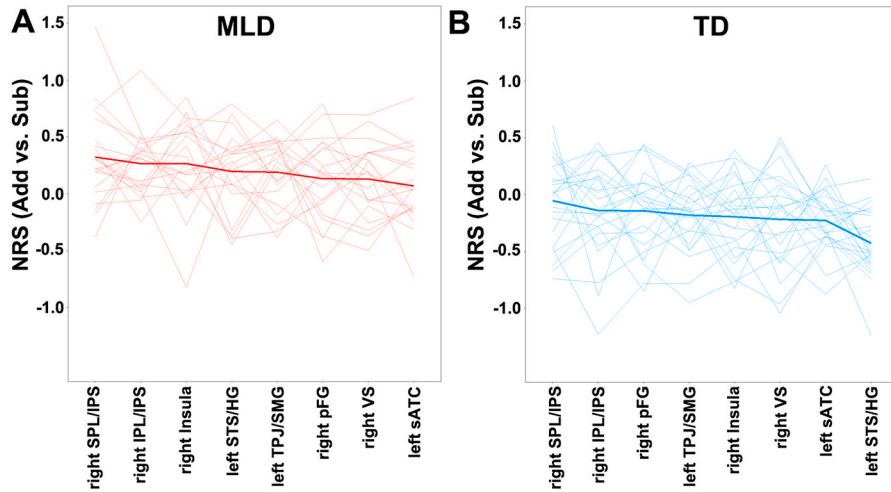 A
MLD
NRS (Add vs. Sub)
1.5
1.0
0.5
0.0
-0.5
-1.0
right SPL/IPS
right IPL/IPS
right Insula
left STS/HG
left TPJ/SMG
right pFG
right VS
left sATC
B
TD
NRS (Add vs. Sub)
1.5
1.0
0.5
0.0
-0.5
-1.0
right SPL/IPS
right IPL/IPS
right pFG
left TPJ/SMG
right Insula
right VS
left sATC
left STS/HG